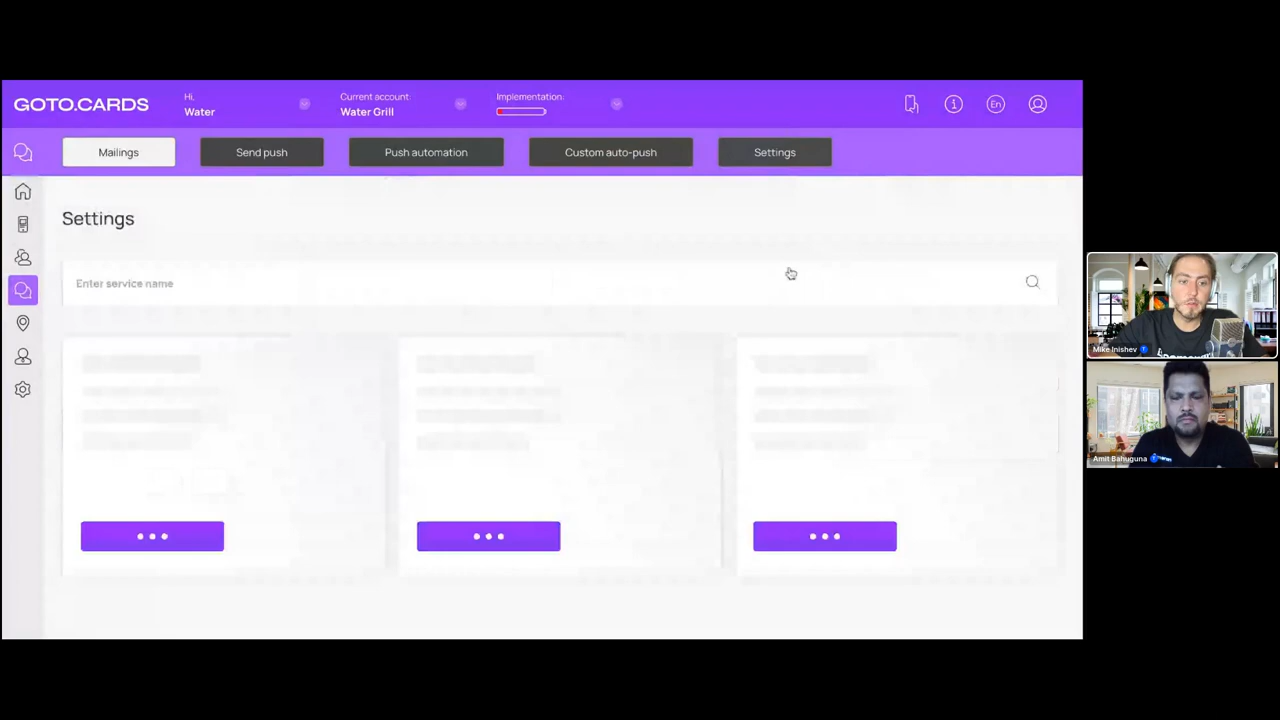 GOTO.CARDS
Hi,
Water
Current account:
Water Grill
Implementation:
En
Mailings
Send push
Push automation
Custom auto-push
Settings
Settings
Enter service name
Mike Inishev
Amit Bahuguna